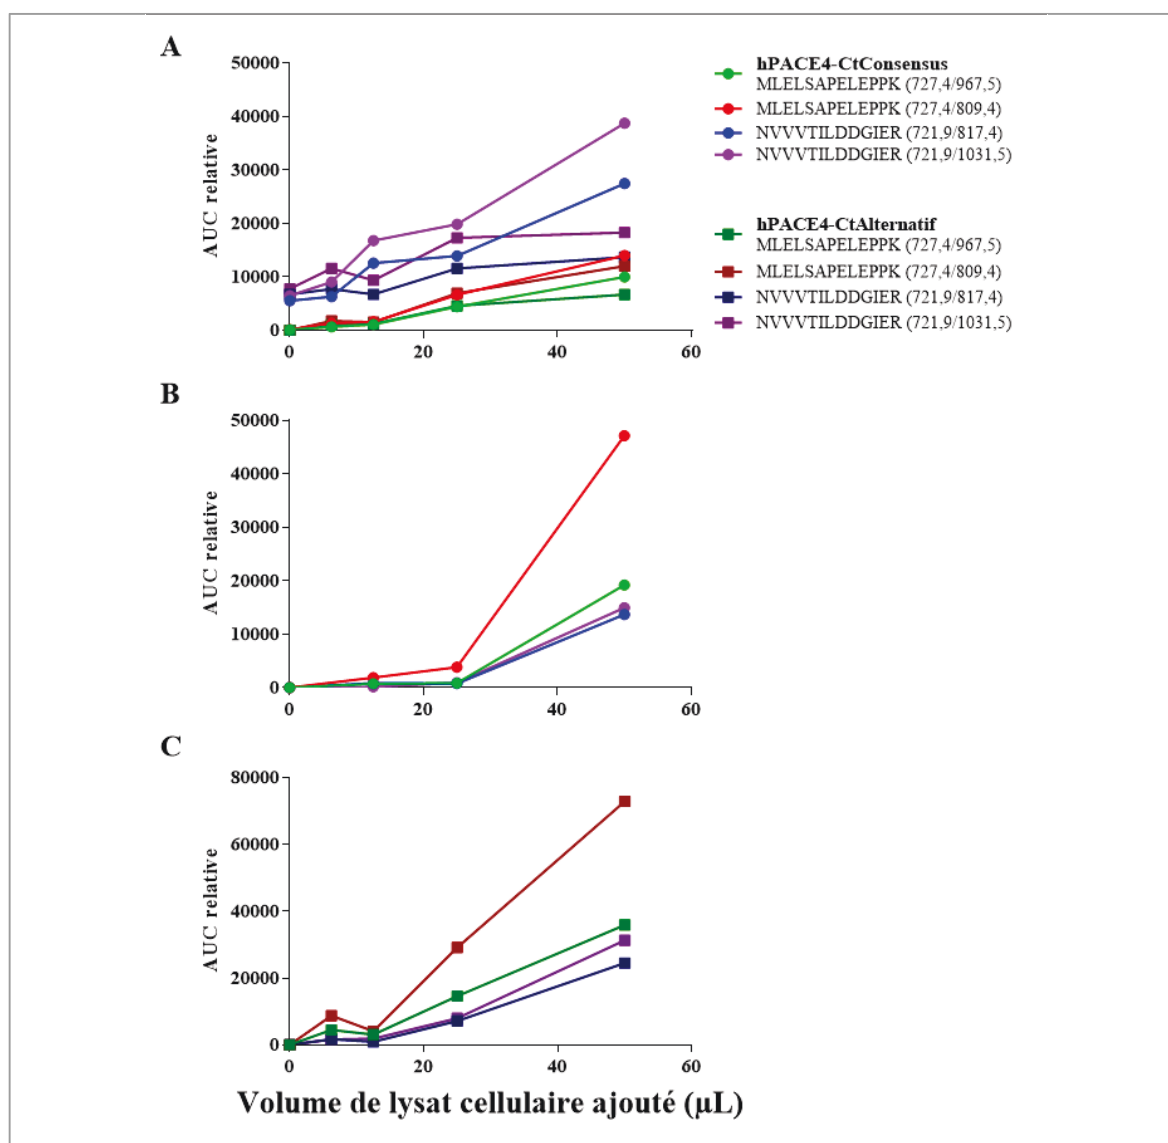 A
50000
40000
30000
20000
10000
0
AUC relative
0 20 40 60
hPACE4-CtConsensus
MLELSAPELEPPK (727,4/967,5)
MLELSAPELEPPK (727,4/809,4)
NVVVTILDDGIER (721,9/817,4)
NVVVTILDDGIER (721,9/1031,5)
hPACE4-CtAlternatif
MLELSAPELEPPK (727,4/967,5)
MLELSAPELEPPK (727,4/809,4)
NVVVTILDDGIER (721,9/817,4)
NVVVTILDDGIER (721,9/1031,5)
B
50000
40000
30000
20000
10000
0
AUC relative
0 20 40 60
C
80000
60000
40000
20000
0
AUC relative
0 20 40 60
Volume de lysat cellulaire ajouté (µL)